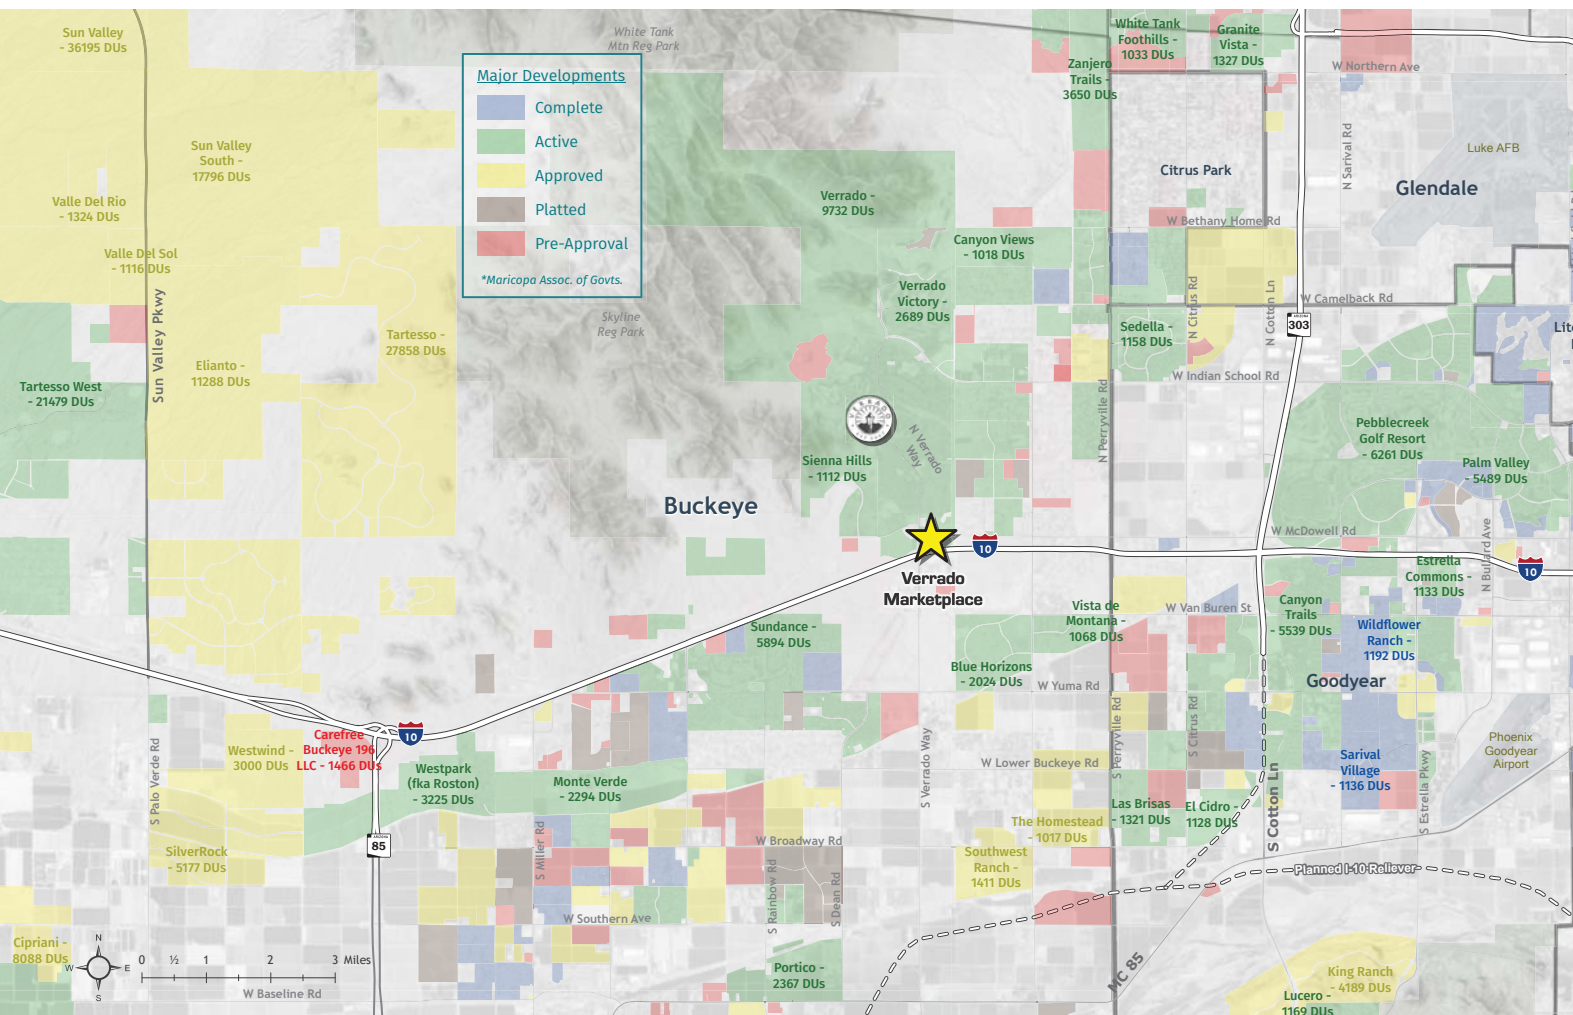 Sun Valley
- 36195 DUs
White Tank
Mtn Reg Park
White Tank
Foothills -
1033 DUs
Granite
Vista -
1327 DUs
Zanjero
Trails -
3650 DUs
W Northern Ave
Major Developments
Complete
Active
Approved
Platted
Pre-Approval
*Maricopa Assoc. of Govts.
Sun Valley
South -
17796 DUs
Citrus Park
N Sarival Rd
Luke AFB
Glendale
Valle Del Rio
- 1324 DUs
Verrado -
9732 DUs
W Bethany Home Rd
Valle Del Sol
- 1116 DUs
Canyon Views
- 1018 DUs
Verrado
Victory -
2689 DUs
N Citrus Rd
N Cotton Ln
W Camelback Rd
Sun Valley Pkwy
Skyline
Reg Park
Tartesso -
27858 DUs
Sedella -
1158 DUs
ARIZONA
303
Elianto -
11288 DUs
Tartesso West
- 21479 DUs
W Indian School Rd
N Perryville Rd
VERRADO
N Verrado
Way
Pebblecreek
Golf Resort
- 6261 DUs
Sienna Hills
- 1112 DUs
Palm Valley
- 5489 DUs
Buckeye
W McDowell Rd
N Bullard Ave
10
10
Verrado
Marketplace
Estrella
Commons -
1133 DUs
Vista de
Montana -
1068 DUs
W Van Buren St
Canyon
Trails
- 5539 DUs
Wildflower
Ranch -
1192 DUs
Sundance -
5894 DUs
Blue Horizons
- 2024 DUs
W Yuma Rd
Goodyear
10
Carefree
Buckeye 196
LLC - 1466 DUs
Westwind -
3000 DUs
S Palo Verde Rd
S Verrado Way
S Perryville Rd
S Citrus Rd
Phoenix
Goodyear
Airport
Westpark
(fka Roston)
- 3225 DUs
Monte Verde
- 2294 DUs
W Lower Buckeye Rd
Sarival
Village
- 1136 DUs
S Estrella Pkwy
S Cotton Ln
Las Brisas
- 1321 DUs
El Cidro -
1128 DUs
The Homestead
- 1017 DUs
ARIZONA
85
SilverRock
- 5177 DUs
S Miller Rd
W Broadway Rd
Southwest
Ranch -
1411 DUs
Planned I-10 Reliever
S Rainbow Rd
S Dean Rd
W Southern Ave
Cipriani -
8088 DUs
N
W
E
S
0 ½ 1 2 3 Miles
W Baseline Rd
Portico -
2367 DUs
MC 85
King Ranch
- 4189 DUs
Lucero -
1169 DUs